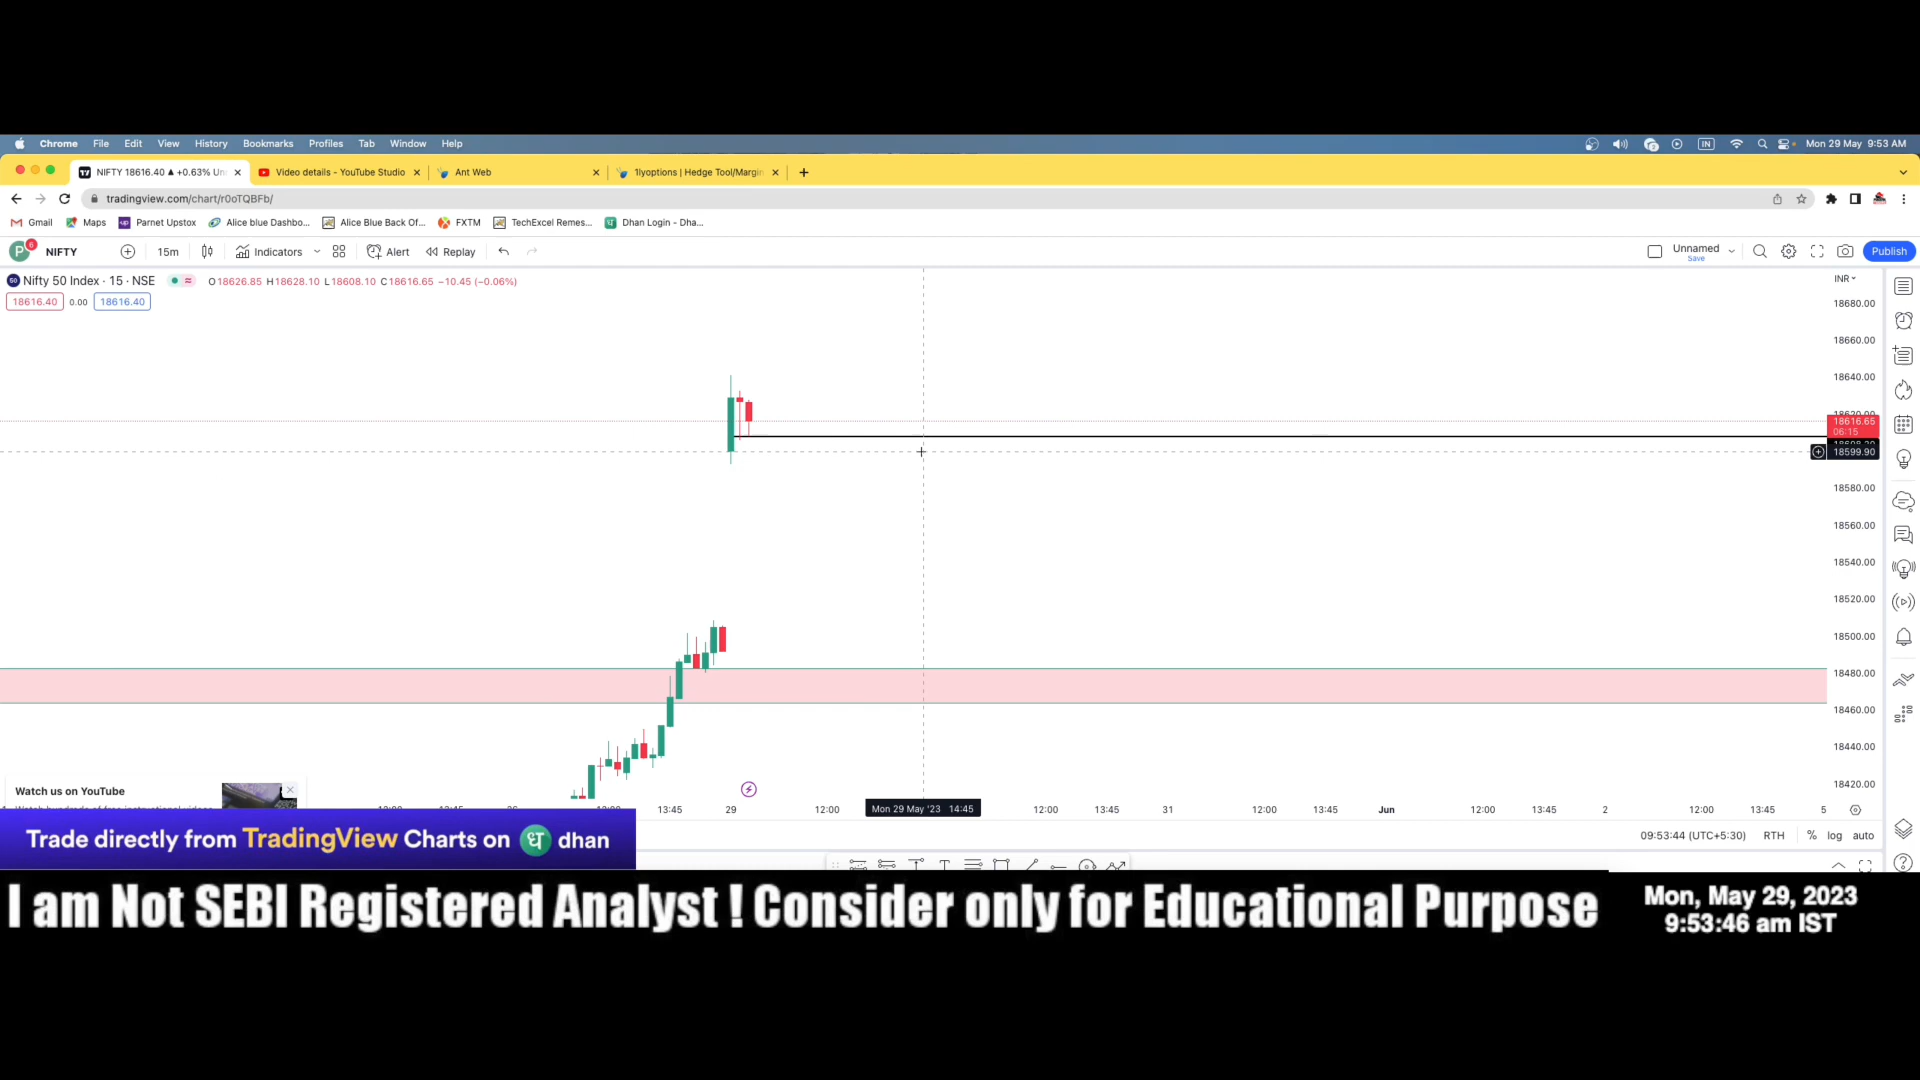 Chrome File Edit View History Bookmarks Profiles Tab Window Help
IN Mon 29 May 9:53 AM
NIFTY 18616.40 ▲ +0.63% Un
Video details - YouTube Studio
Ant Web
1lyoptions | Hedge Tool/Margin
tradingview.com/chart/r0oTQBFb/
Gmail Maps Parnet Upstox Alice blue Dashbo... Alice Blue Back Of... FXTM TechExcel Remes... Dhan Login - Dha...
P 6 NIFTY 15m Indicators Alert Replay
Unnamed
Save
Publish
50 Nifty 50 Index · 15 · NSE O18626.85 H18628.10 L18608.10 C18616.65 −10.45 (−0.06%)
18616.40 0.00 18616.40
INR
18680.00
18660.00
18640.00
18620.00
18616.65
06:15
18599.90
18580.00
18560.00
18540.00
18520.00
18500.00
18480.00
18460.00
18440.00
18420.00
Watch us on YouTube
13:45 29 12:00 Mon 29 May '23 14:45 12:00 13:45 31 12:00 13:45 Jun 12:00 13:45 2 12:00 13:45 5
09:53:44 (UTC+5:30) RTH % log auto
Trade directly from TradingView Charts on ध dhan
I am Not SEBI Registered Analyst ! Consider only for Educational Purpose
Mon, May 29, 2023
9:53:46 am IST